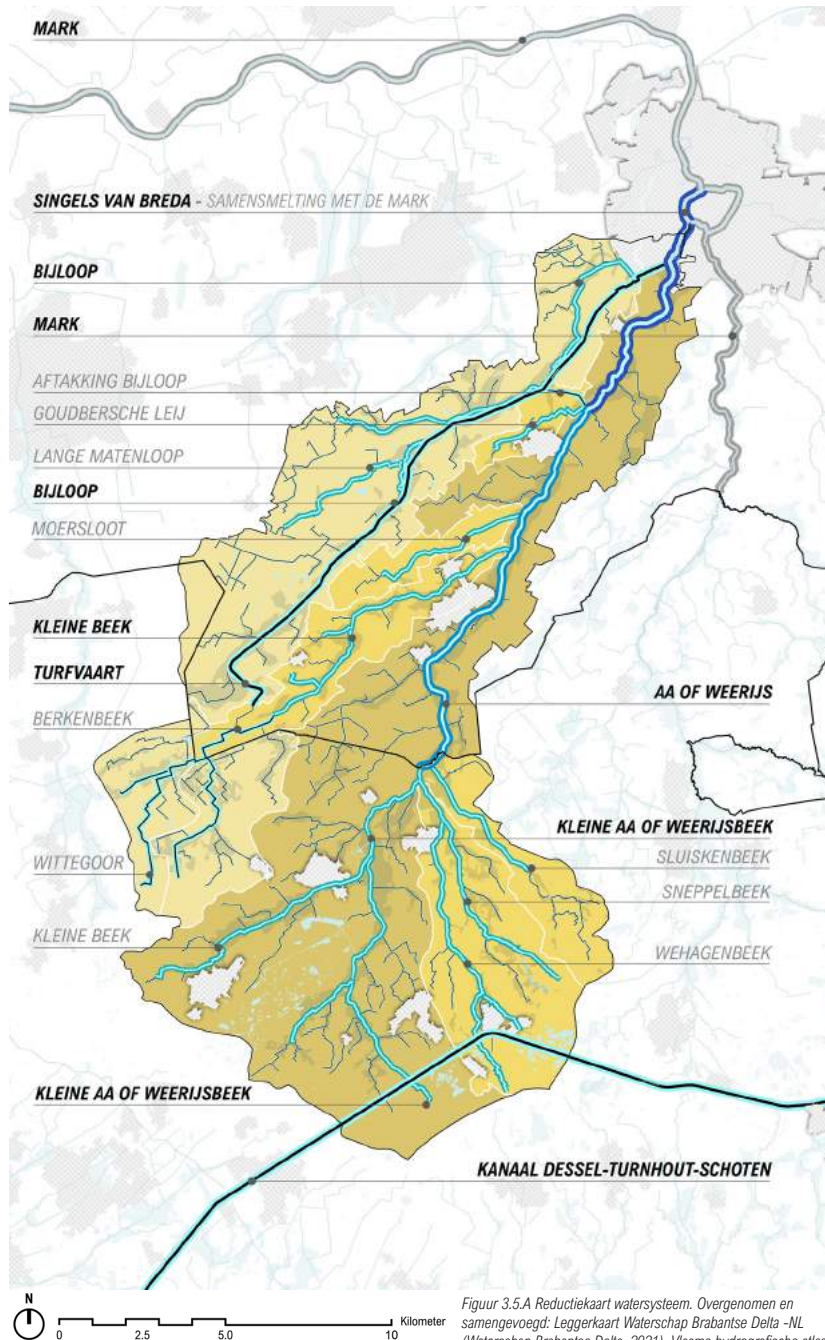 MARK
SINGELS VAN BREDA - SAMENSMELTING MET DE MARK
BIJLOOP
MARK
AFTAKKING BIJLOOP
GOUDBERSCHE LEIJ
LANGE MATENLOOP
BIJLOOP
MOERSLOOT
KLEINE BEEK
TURFVAART
AA OF WEERIJS
BERKENBEEK
KLEINE AA OF WEERIJSBEEK
WITTEGOOR
SLUISKENBEEK
SNEPPELBEEK
KLEINE BEEK
WEHAGENBEEK
KLEINE AA OF WEERIJSBEEK
KANAAL DESSEL-TURNHOUT-SCHOTEN
N
Kilometer
0 2.5 5.0 10
Figuur 3.5.A Reductiekaart watersysteem. Overgenomen en
samengevoegd: Leggerkaart Waterschap Brabantse Delta -NL